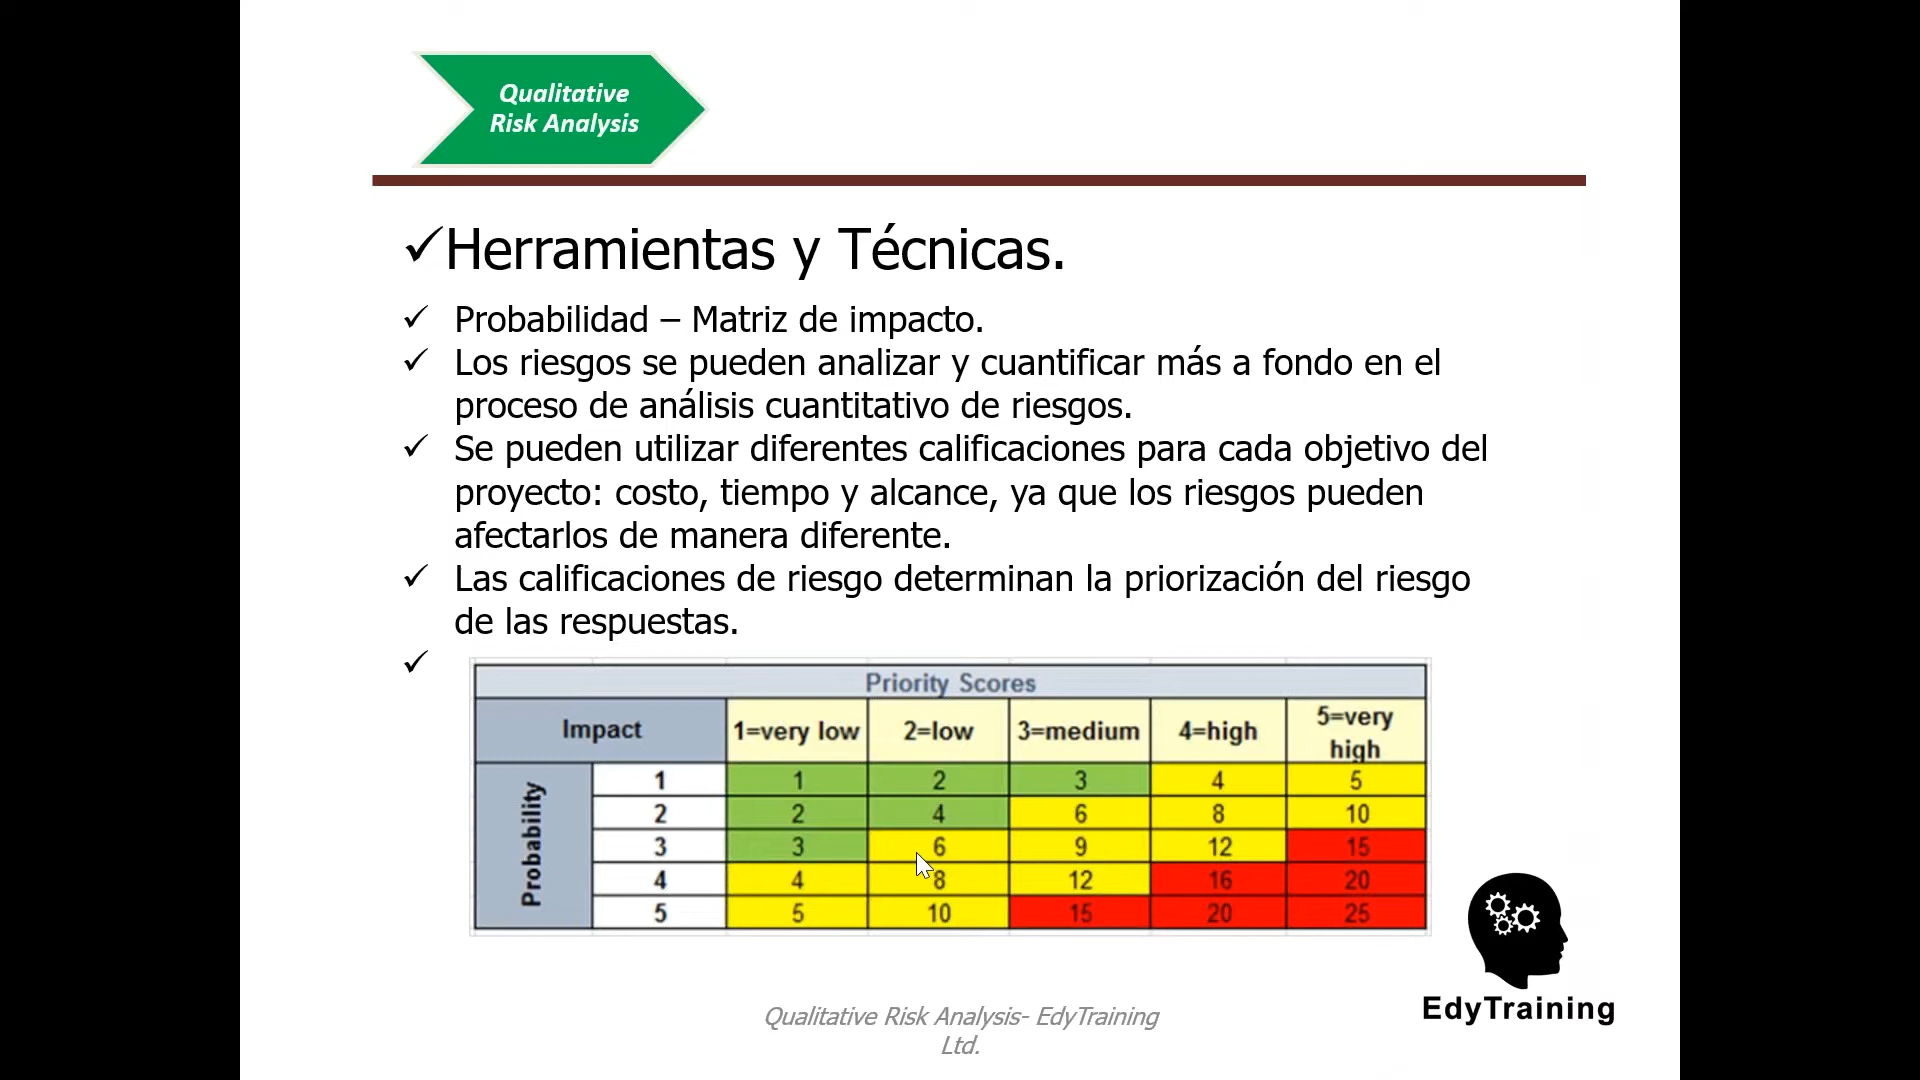 Qualitative
Risk Analysis
✓Herramientas y Técnicas.
✓ Probabilidad – Matriz de impacto.
✓ Los riesgos se pueden analizar y cuantificar más a fondo en el
proceso de análisis cuantitativo de riesgos.
✓ Se pueden utilizar diferentes calificaciones para cada objetivo del
proyecto: costo, tiempo y alcance, ya que los riesgos pueden
afectarlos de manera diferente.
✓ Las calificaciones de riesgo determinan la priorización del riesgo
de las respuestas.
✓
Priority Scores
Impact 1=very low 2=low 3=medium 4=high 5=very
high
Probability
1 1 2 3 4 5
2 2 4 6 8 10
3 3 6 9 12 15
4 4 8 12 16 20
5 5 10 15 20 25
EdyTraining
Qualitative Risk Analysis- EdyTraining
Ltd.